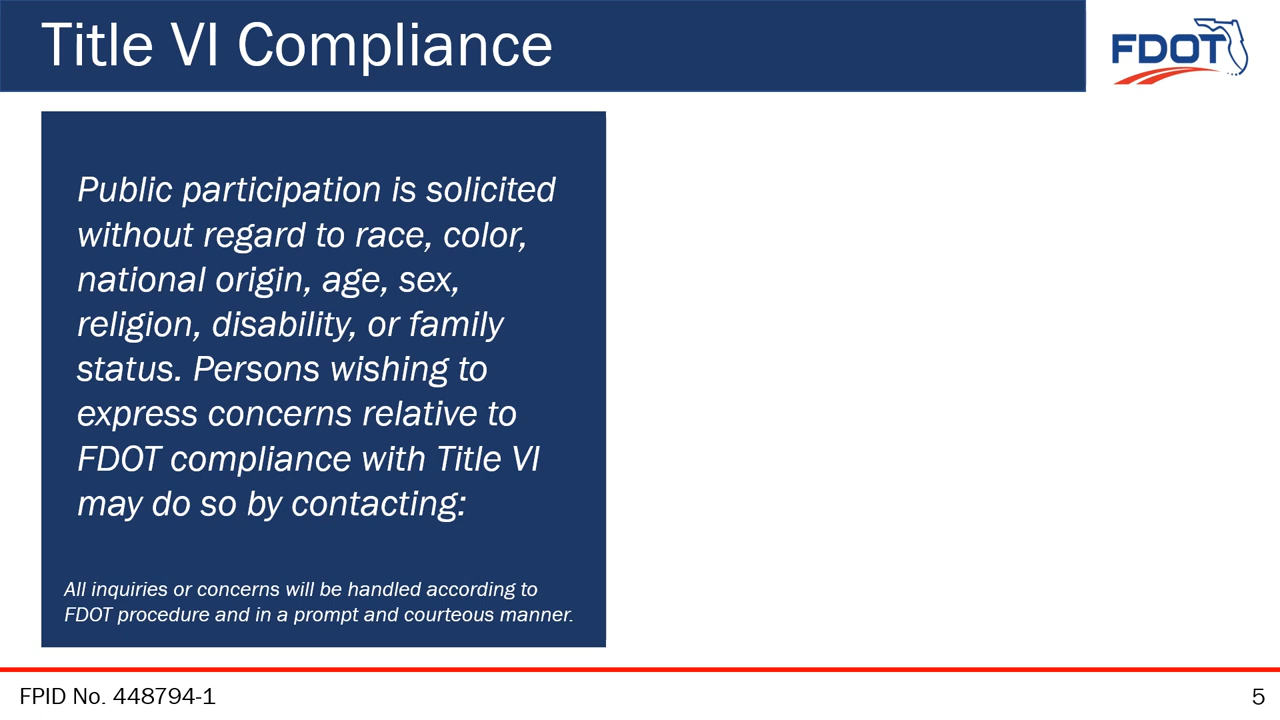 Title VI Compliance
FDOT
Public participation is solicited
without regard to race, color,
national origin, age, sex,
religion, disability, or family
status. Persons wishing to
express concerns relative to
FDOT compliance with Title VI
may do so by contacting:
All inquiries or concerns will be handled according to
FDOT procedure and in a prompt and courteous manner.
FPID No. 448794-1
5